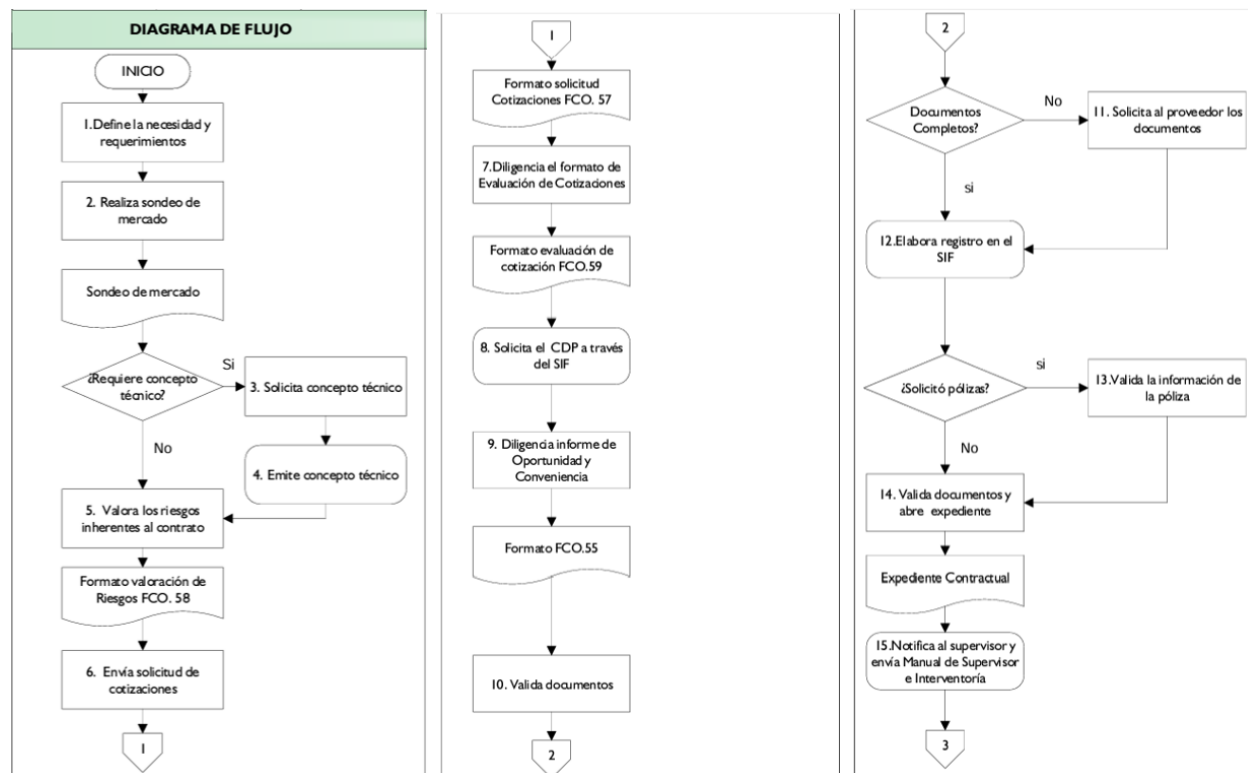 DIAGRAMA DE FLUJO
INICIO
1.Define la necesidad y
requerimientos
2. Realiza sondeo de
mercado
Sondeo de mercado
¿Requiere concepto
técnico?
Si
3. Solicita concepto técnico
No
4. Emite concepto técnico
5. Valora los riesgos
inherentes al contrato
Formato valoración de
Riesgos FCO. 58
6. Envía solicitud de
cotizaciones
1
1
Formato solicitud
Cotizaciones FCO. 57
7.Diligencia el formato de
Evaluación de Cotizaciones
Formato evaluación de
cotización FCO.59
8. Solicita el CDP a través
del SIF
9. Diligencia informe de
Oportunidad y
Conveniencia
Formato FCO.55
10. Valida documentos
2
2
Documentos
Completos?
No
11. Solicita al proveedor los
documentos
si
12.Elabora registro en el
SIF
¿Solicitó pólizas?
si
13.Valida la información de
la póliza
No
14. Valida documentos y
abre expediente
Expediente Contractual
15.Notifica al supervisor y
envía Manual de Supervisor
e Interventoría
3